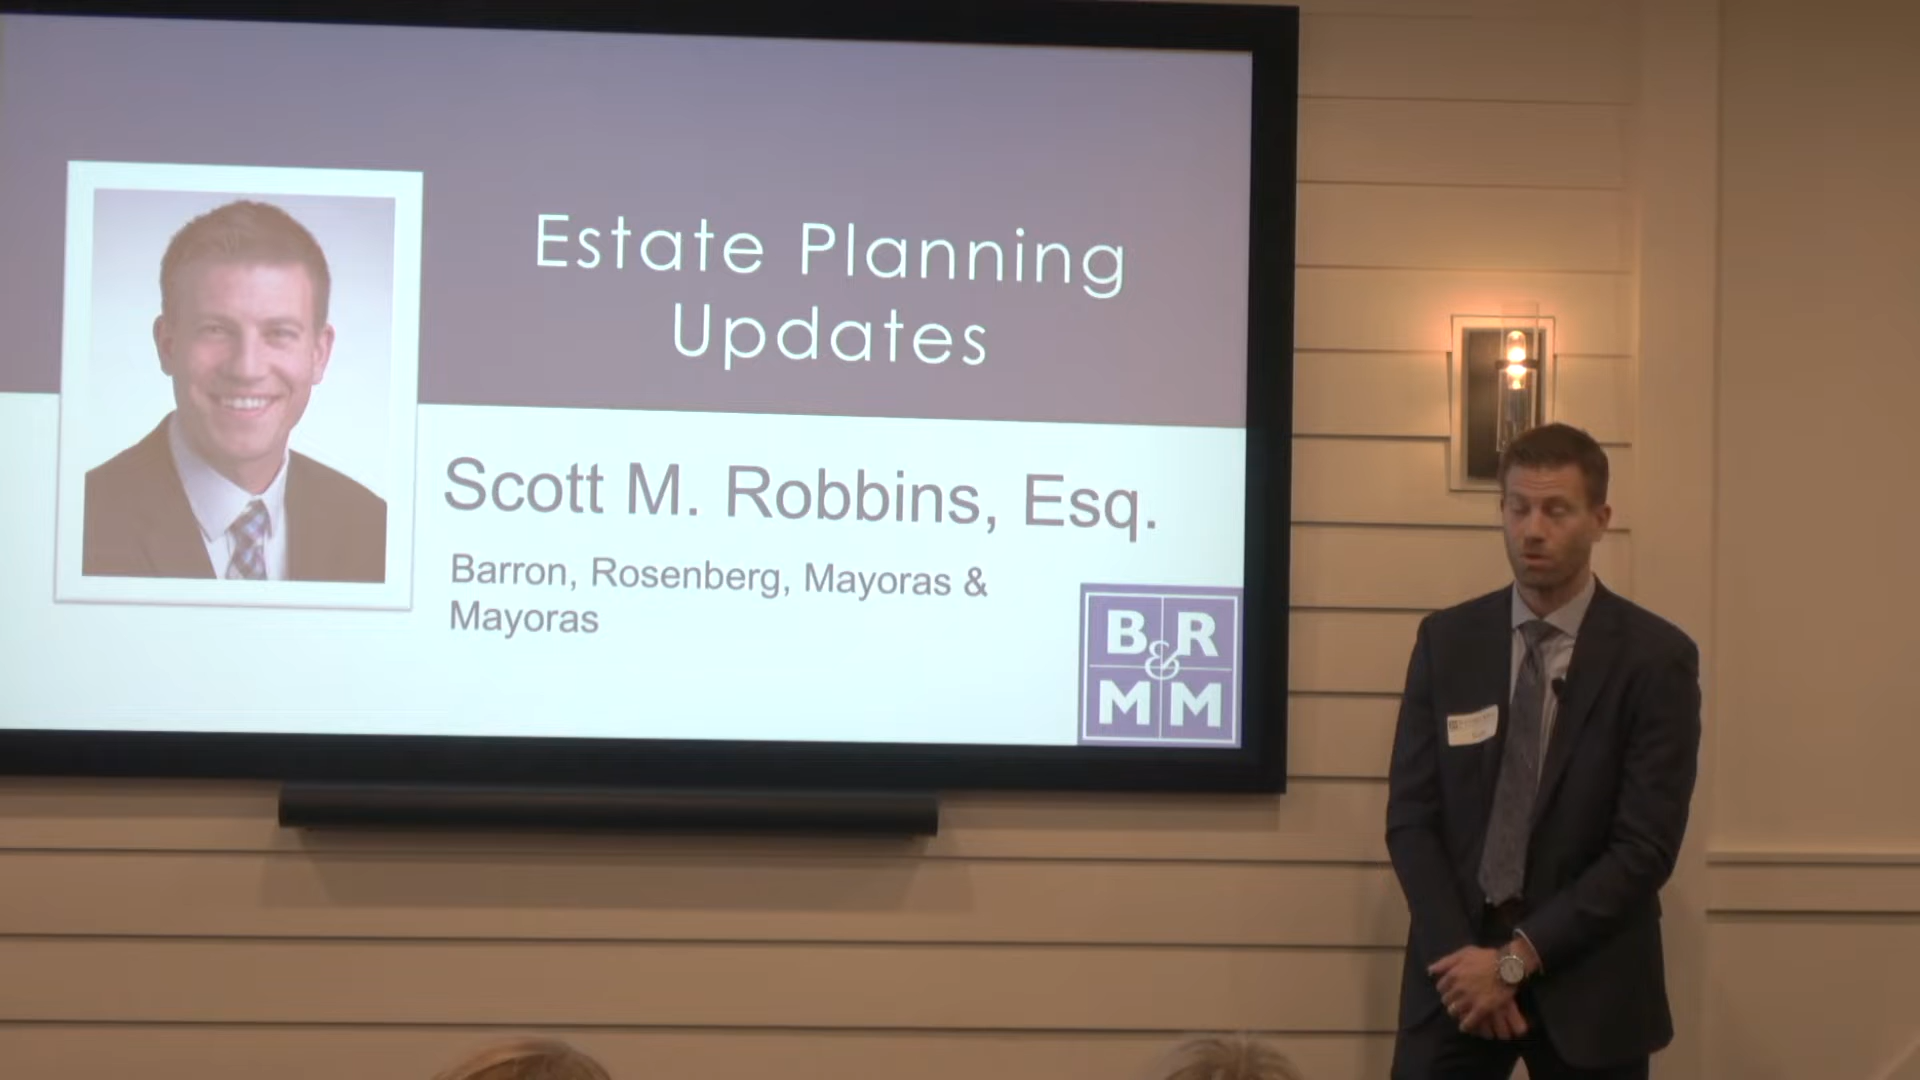 Estate Planning
Updates
Scott M. Robbins, Esq.
Barron, Rosenberg, Mayoras &
Mayoras
B&R
MM